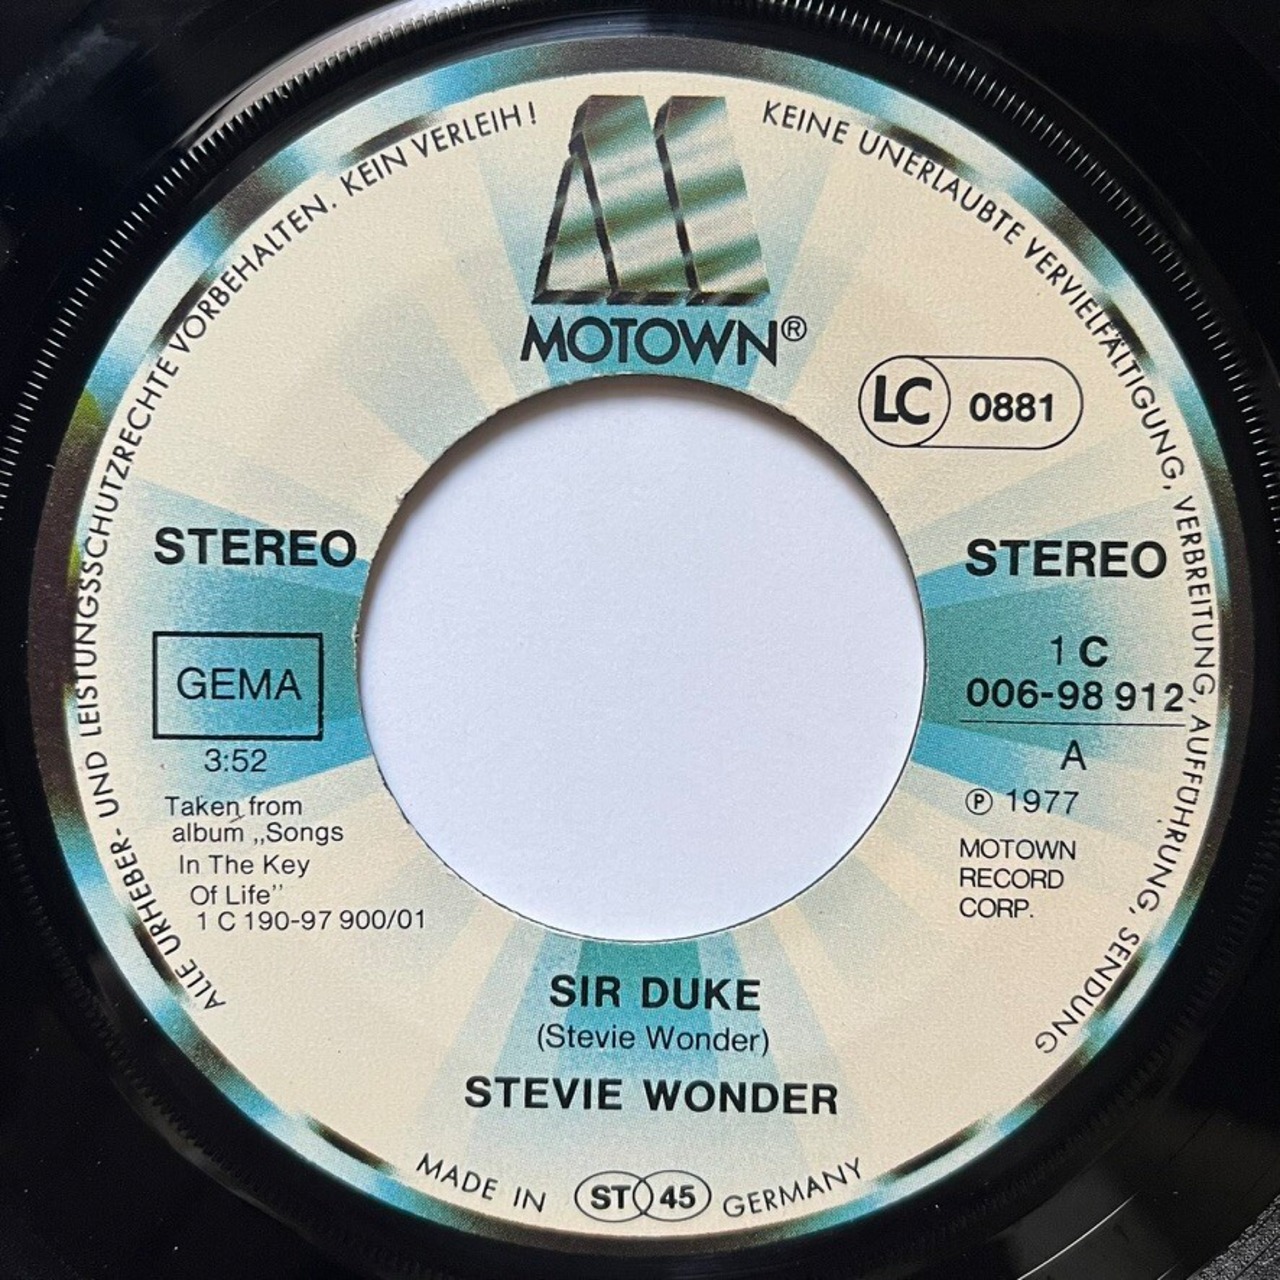 ALLE URHEBER- UND LEISTUNGSSCHUTZRECHTE VORBEHALTEN. KEIN VERLEIH!
KEINE UNERLAUBTE VERVIELFÄLTIGUNG, VERBREITUNG, AUFFÜHRUNG, SENDUNG
MOTOWN®
LC 0881
STEREO
GEMA
3:52
Taken from
album „Songs
In The Key
Of Life”
1 C 190-97 900/01
STEREO
1 C
006-98 912
A
℗ 1977
MOTOWN
RECORD
CORP.
SIR DUKE
(Stevie Wonder)
STEVIE WONDER
MADE IN ST 45 GERMANY